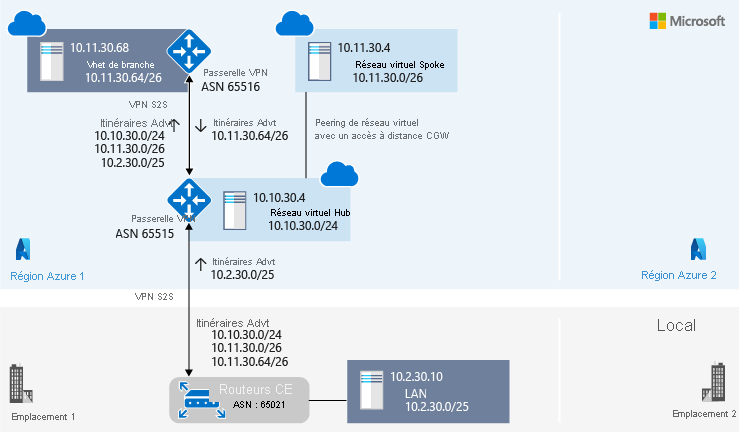 Microsoft
10.11.30.68
Vhet de branche
10.11.30.64/26
Passerelle VPN
ASN 65516
10.11.30.4
Réseau virtuel Spoke
10.11.30.0/26
VPN S2S
Itinéraires Advt
10.10.30.0/24
10.11.30.0/26
10.2.30.0/25
Itinéraires Advt
10.11.30.64/26
Peering de réseau virtuel
avec un accès à distance CGW
10.10.30.4
Réseau virtuel Hub
10.10.30.0/24
Passerelle VPN
ASN 65515
Itinéraires Advt
10.2.30.0/25
Région Azure 1
Région Azure 2
VPN S2S
Itinéraires Advt
10.10.30.0/24
10.11.30.0/26
10.11.30.64/26
Local
Routeurs CE
ASN : 65021
10.2.30.10
LAN
10.2.30.0/25
Emplacement 1
Emplacement 2